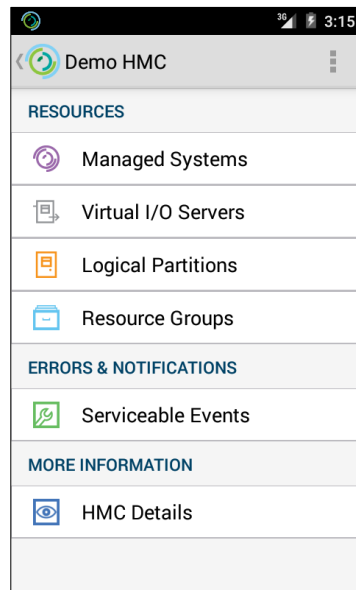 3G 3:15
Demo HMC
RESOURCES
Managed Systems
Virtual I/O Servers
Logical Partitions
Resource Groups
ERRORS & NOTIFICATIONS
Serviceable Events
MORE INFORMATION
HMC Details